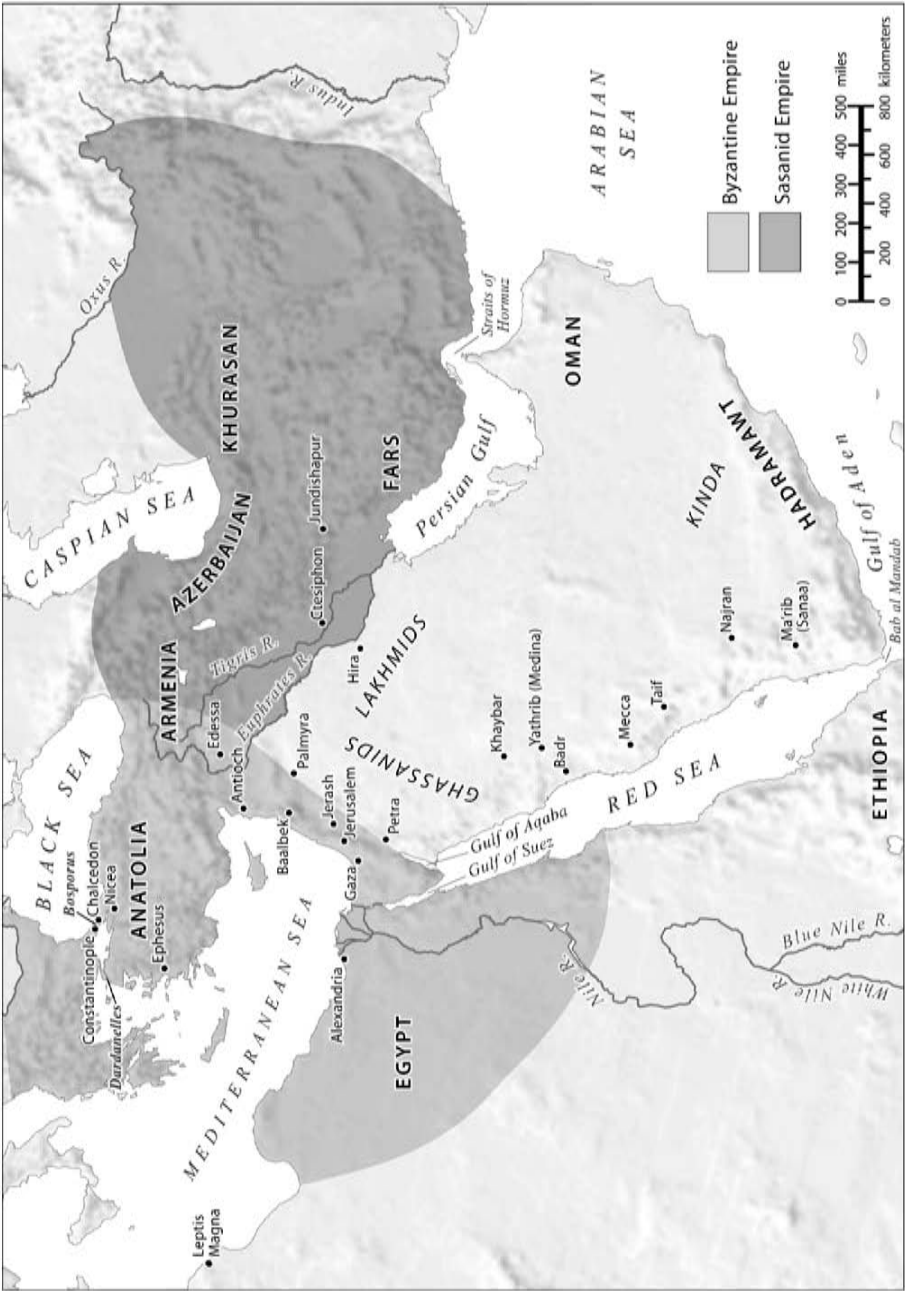 BLACK SEA
Bosporus
Constantinople
Chalcedon
Nicea
Dardanelles
ANATOLIA
Ephesus
CASPIAN SEA
Oxus R.
Indus R.
ARMENIA
AZERBAIJAN
KHURASAN
Edessa
Tigris R.
Euphrates R.
Antioch
Palmyra
Baalbek
Ctesiphon
Jundishapur
FARS
MEDITERRANEAN SEA
Leptis
Magna
Jerash
Jerusalem
Gaza
Petra
Alexandria
EGYPT
Hira
LAKHMIDS
GHASSANIDS
Persian Gulf
Straits of
Hormuz
Gulf of Aqaba
Gulf of Suez
Khaybar
Yathrib (Medina)
Badr
OMAN
ARABIAN
SEA
Nile R.
RED SEA
Mecca
Taif
KINDA
Najran
HADRAMAWT
Ma'rib
(Sanaa)
Blue Nile R.
White Nile R.
ETHIOPIA
Gulf of Aden
Bab al Mandab
Byzantine Empire
Sasanid Empire
0 100 200 300 400 500 miles
0 200 400 600 800 kilometers